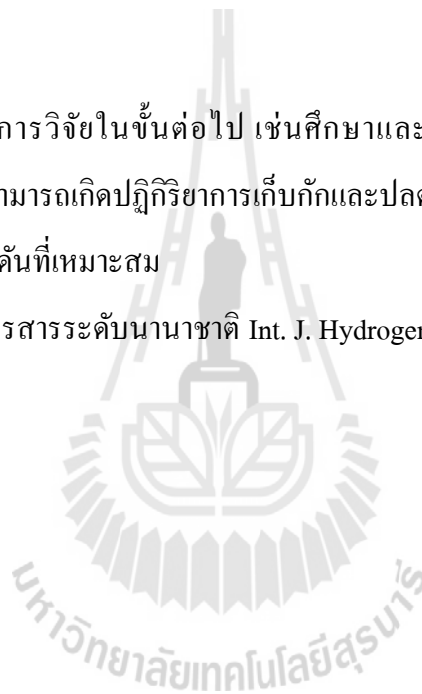 การวิจัยในขั้นต่อไป เช่นศึกษาและ
ามารถเกิดปฏิกิริยาการเก็บกักและปลด
ดันที่เหมาะสม
รสารระดับนานาชาติ Int. J. Hydrogen
มหาวิทยาลัยเทคโนโลยีสุรนารี